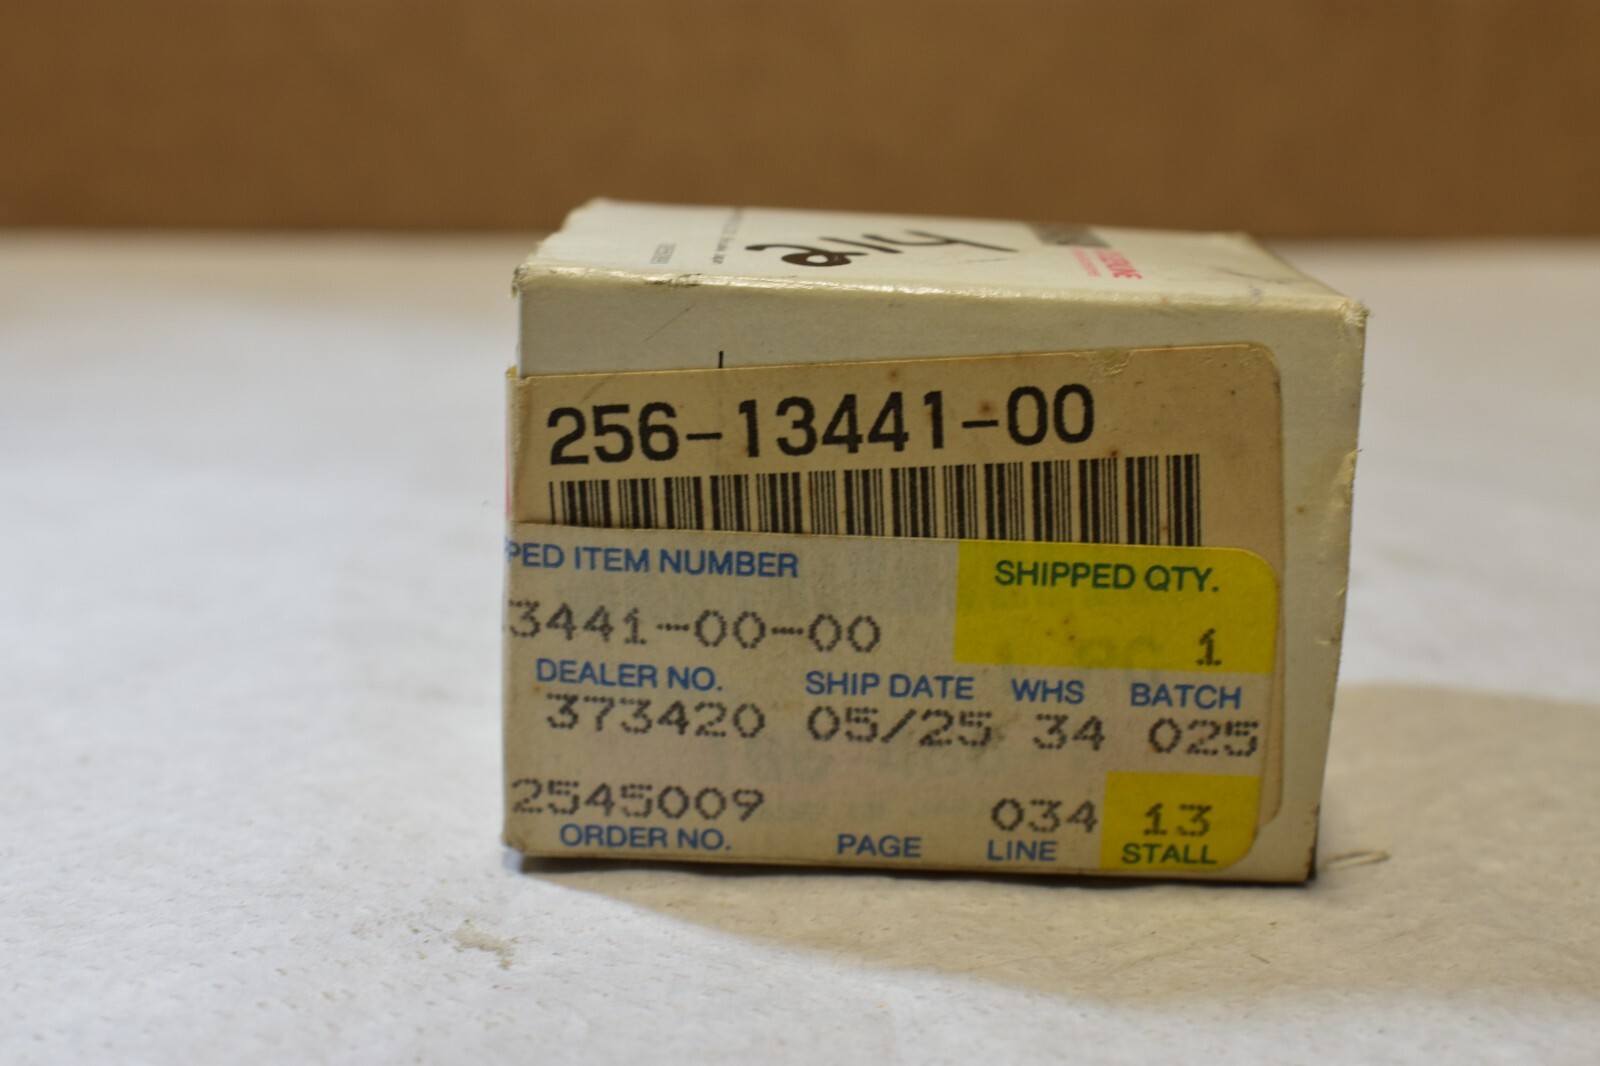 256-13441-00
PED ITEM NUMBER
SHIPPED QTY.
3441-00-00
1
DEALER NO. SHIP DATE WHS BATCH
373420 05/25 34 025
2545009 034 13
ORDER NO. PAGE LINE STALL